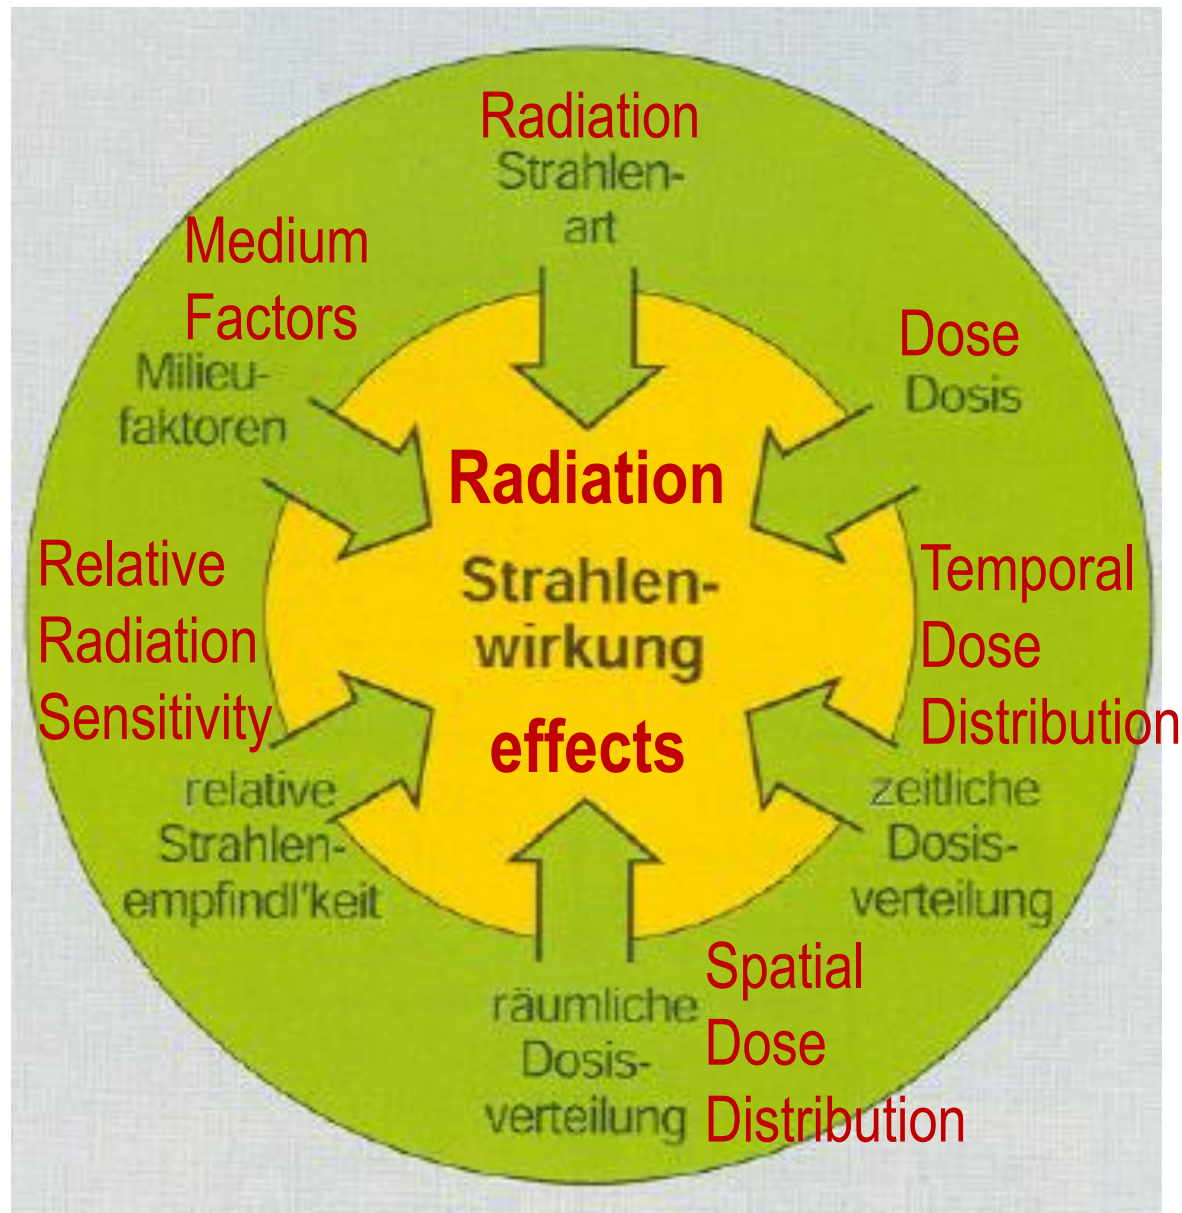 Radiation
Strahlen-
art
Medium
Factors
Milieu-
faktoren
Dose
Dosis
Radiation
Strahlen-
wirkung
effects
Relative
Radiation
Sensitivity
relative
Strahlen-
empfindl'keit
Temporal
Dose
Distribution
zeitliche
Dosis-
verteilung
räumliche
Dosis-
verteilung
Spatial
Dose
Distribution